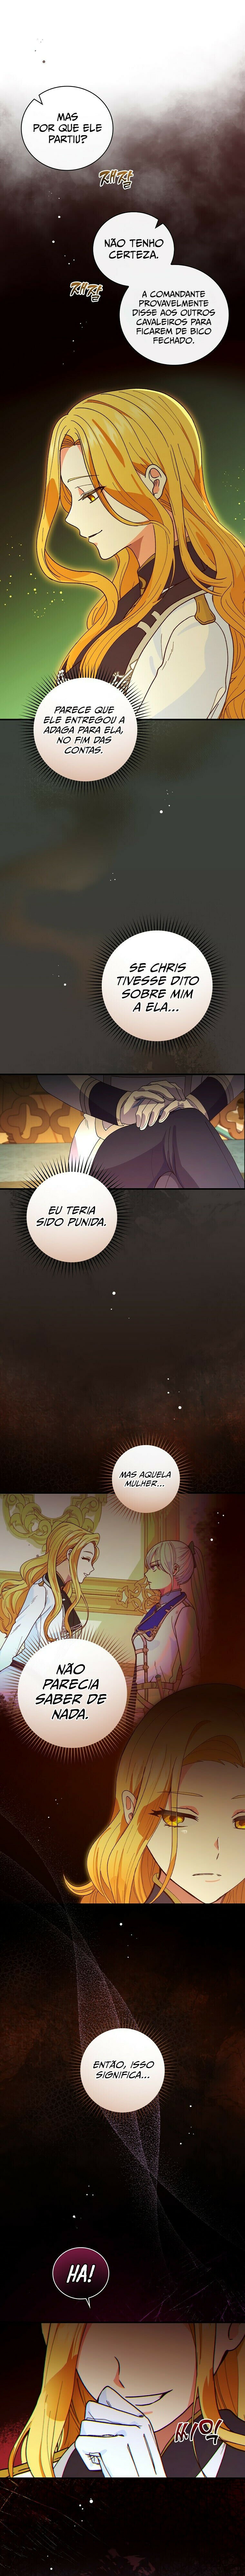 MAS
POR QUE ELE
PARTIU?
재잘
NÃO TENHO
CERTEZA.
재잘
A COMANDANTE
PROVAVELMENTE
DISSE AOS OUTROS
CAVALEIROS PARA
FICAREM DE BICO
FECHADO.
PARECE QUE
ELE ENTREGOU A
ADAGA PARA ELA,
NO FIM DAS
CONTAS.
SE CHRIS
TIVESSE DITO
SOBRE MIM
A ELA...
EU TERIA
SIDO PUNIDA.
MAS AQUELA
MULHER...
NÃO
PARECIA
SABER DE
NADA.
ENTÃO, ISSO
SIGNIFICA...
HA!
씨익